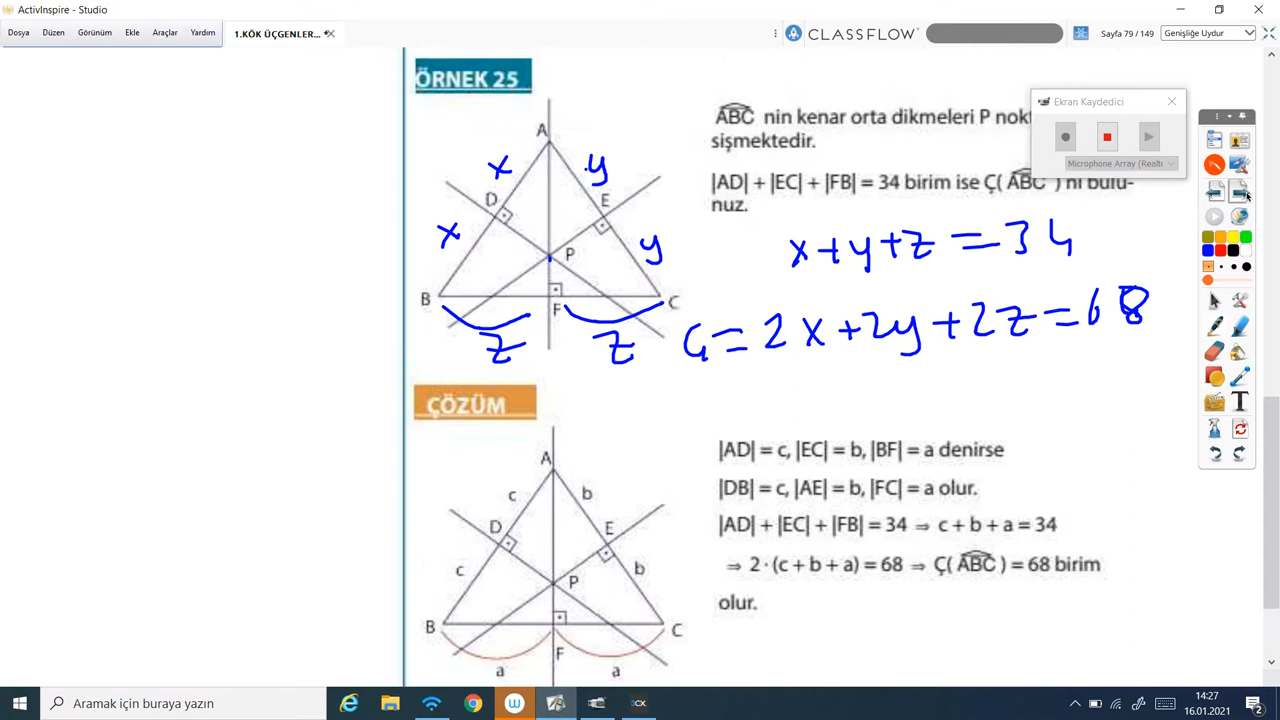 ActivInspire - Studio
Dosya Düzen Görünüm Ekle Araçlar Yardım
1.KÖK ÜÇGENLER...
CLASSFLOW
Sayfa 79 / 149
Genişliğe Uydur
ÖRNEK 25
Ekran Kaydedici
Microphone Array (Realt
ABC nin kenar orta dikmeleri P nokt
sişmektedir.
|AD| + |EC| + |FB| = 34 birim ise Ç( ABC ) ni bulu-
nuz.
A
x y
D E
x P y
B F C
z z
x+y+z=34
Ç=2x+2y+2z=68
ÇÖZÜM
A
c b
D E
c P b
B F C
a a
|AD| = c, |EC| = b, |BF| = a denirse
|DB| = c, |AE| = b, |FC| = a olur.
|AD| + |EC| + |FB| = 34 ⇒ c + b + a = 34
⇒ 2·(c + b + a) = 68 ⇒ Ç( ABC ) = 68 birim
olur.
Aramak için buraya yazın
14:27
16.01.2021